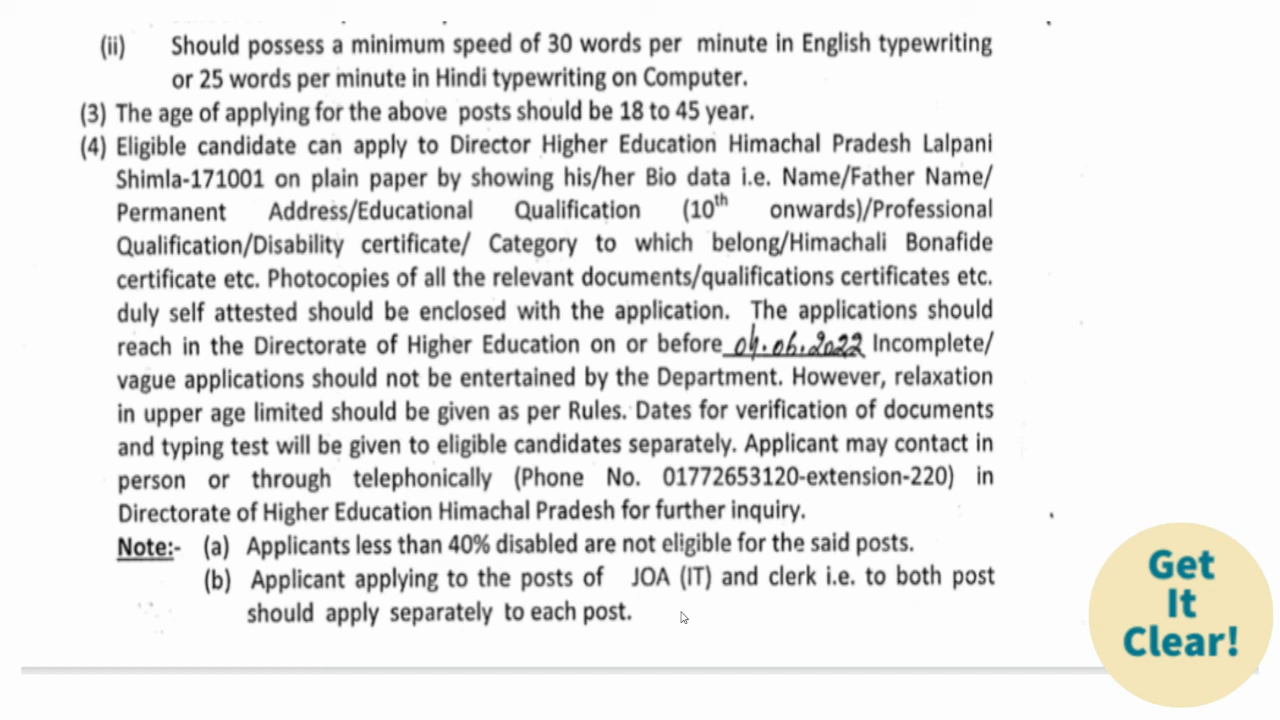 (ii) Should possess a minimum speed of 30 words per minute in English typewriting
or 25 words per minute in Hindi typewriting on Computer.
(3) The age of applying for the above posts should be 18 to 45 year.
(4) Eligible candidate can apply to Director Higher Education Himachal Pradesh Lalpani
Shimla-171001 on plain paper by showing his/her Bio data i.e. Name/Father Name/
Permanent Address/Educational Qualification (10th onwards)/Professional
Qualification/Disability certificate/ Category to which belong/Himachali Bonafide
certificate etc. Photocopies of all the relevant documents/qualifications certificates etc.
duly self attested should be enclosed with the application. The applications should
reach in the Directorate of Higher Education on or before 04.06.2022 Incomplete/
vague applications should not be entertained by the Department. However, relaxation
in upper age limited should be given as per Rules. Dates for verification of documents
and typing test will be given to eligible candidates separately. Applicant may contact in
person or through telephonically (Phone No. 01772653120-extension-220) in
Directorate of Higher Education Himachal Pradesh for further inquiry.
Note:- (a) Applicants less than 40% disabled are not eligible for the said posts.
(b) Applicant applying to the posts of JOA (IT) and clerk i.e. to both post
should apply separately to each post.
Get
It
Clear!